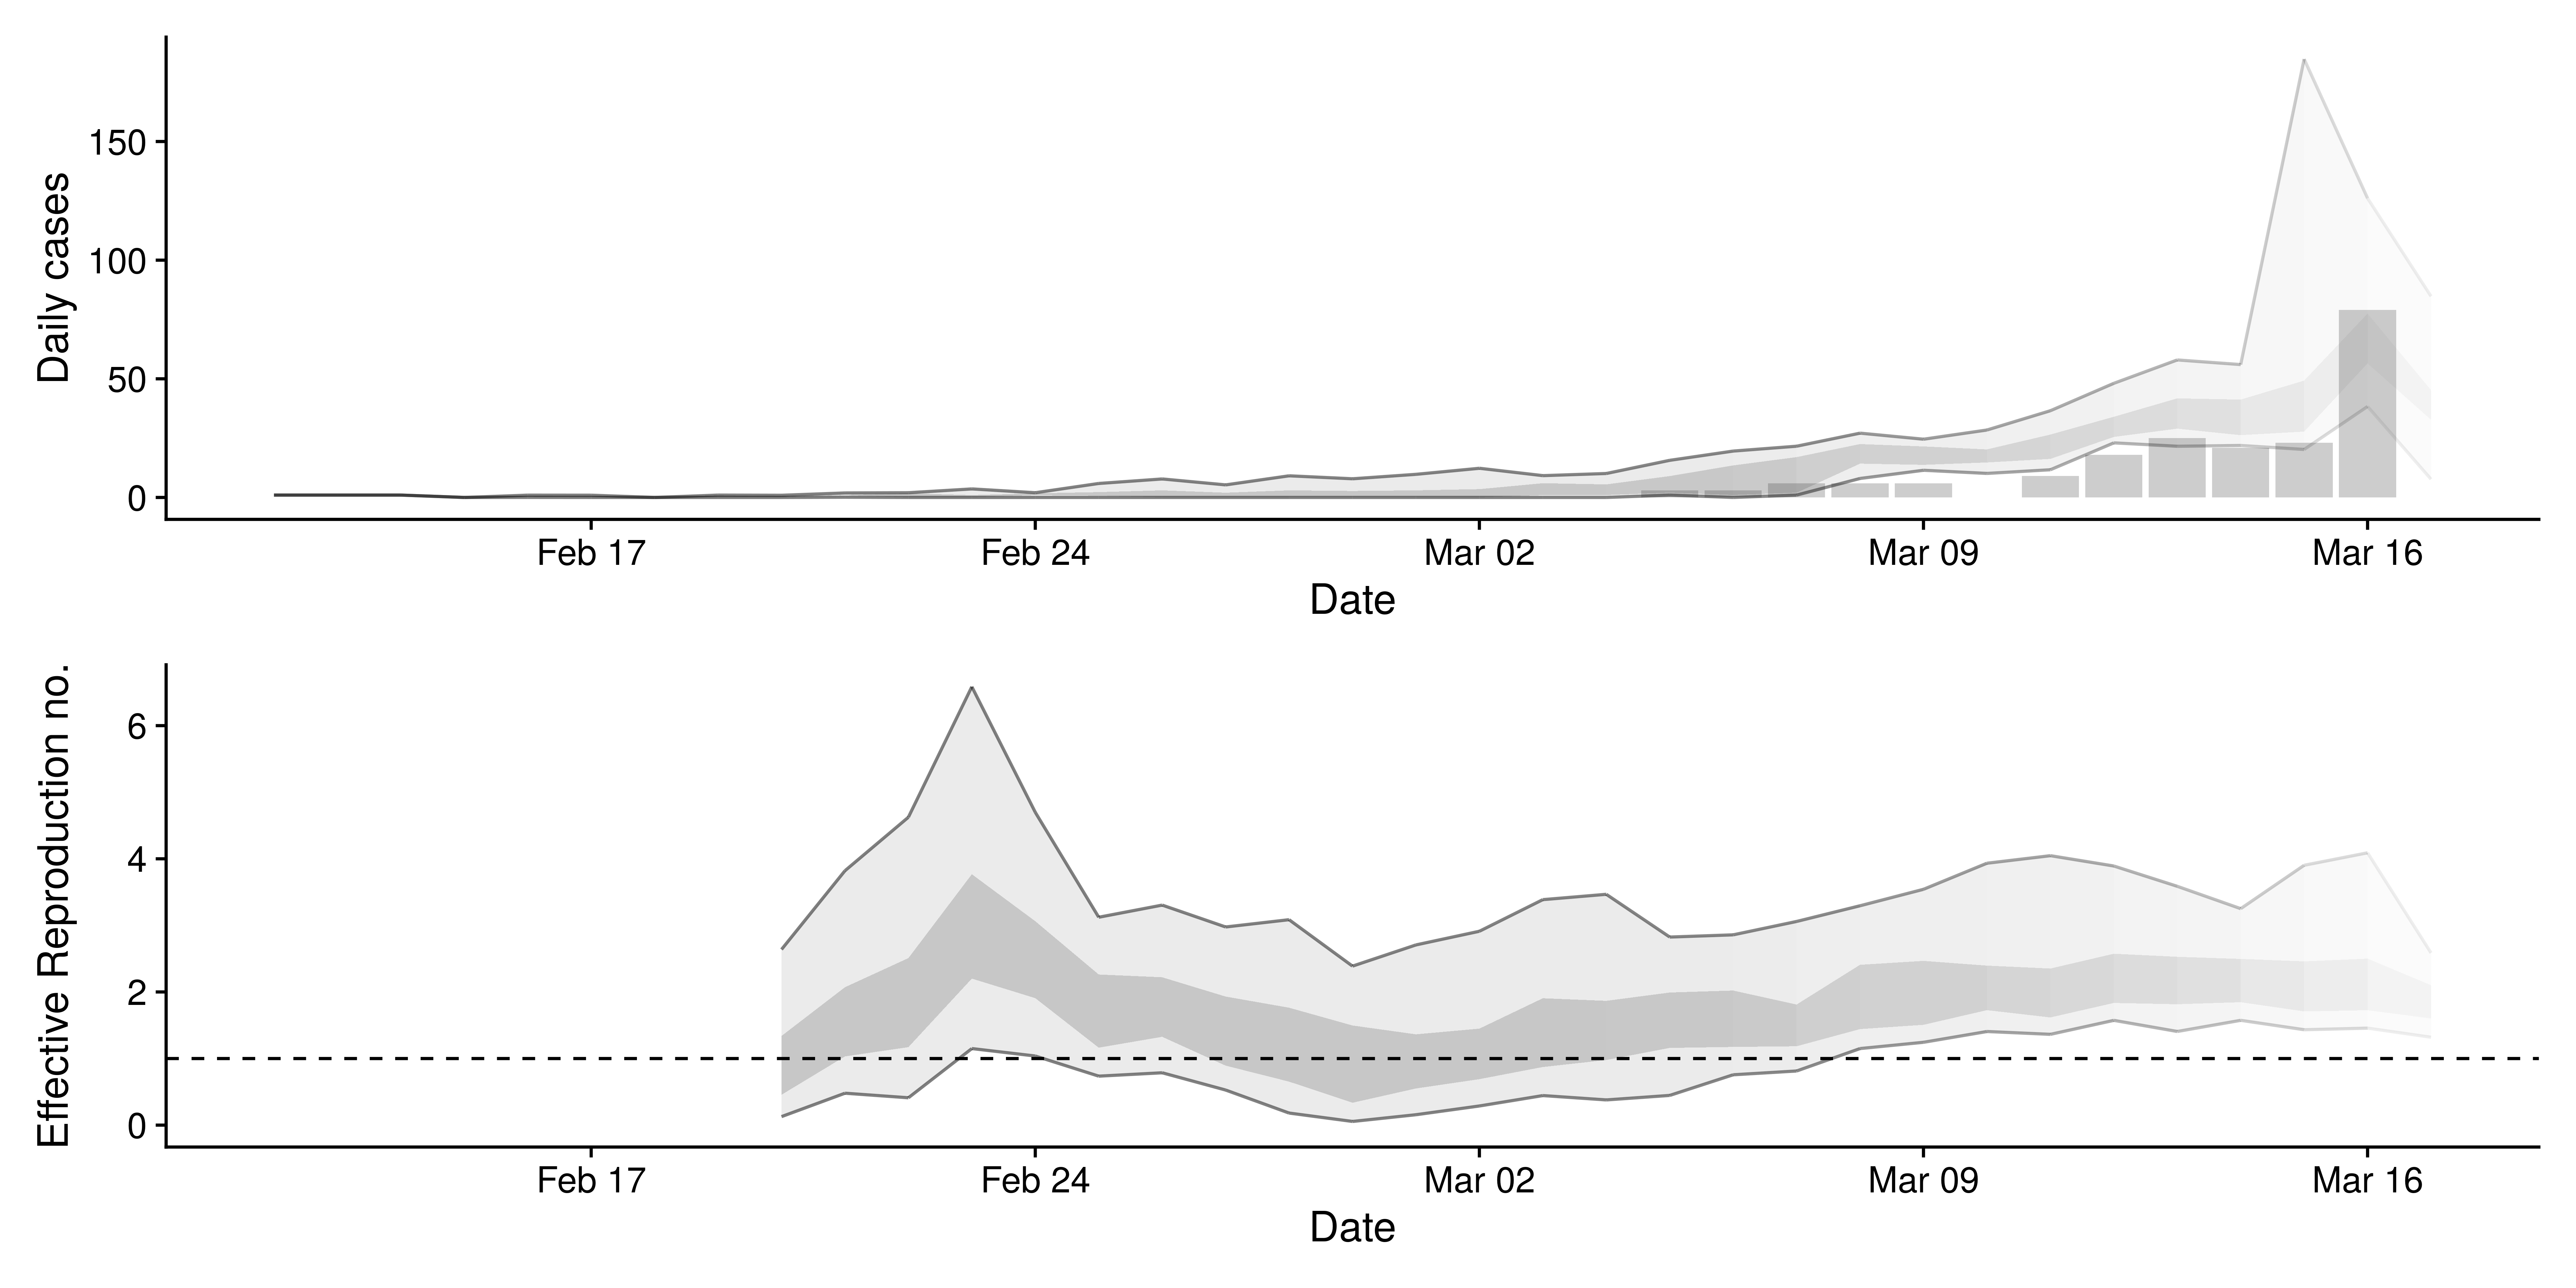 Daily cases
150
100
50
0
Feb 17 Feb 24 Mar 02 Mar 09 Mar 16
Date
Effective Reproduction no.
6
4
2
0
Feb 17 Feb 24 Mar 02 Mar 09 Mar 16
Date